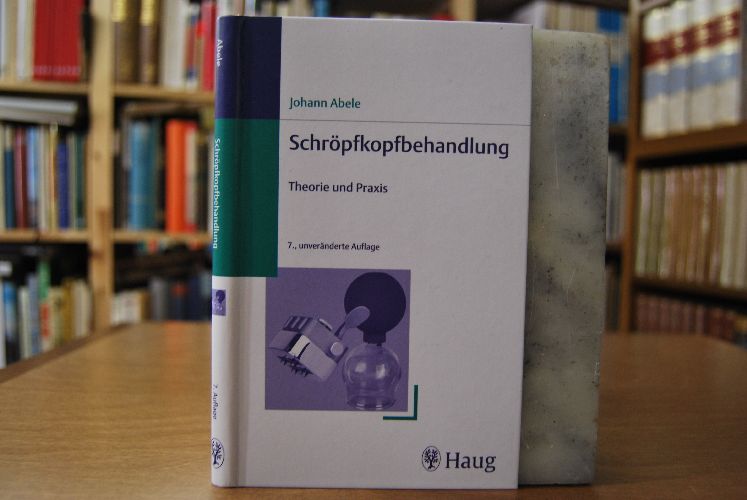 Johann Abele
Schröpfkopfbehandlung
Theorie und Praxis
7., unveränderte Auflage
Haug
Abele
Schröpfkopfbehandlung
7. Auflage